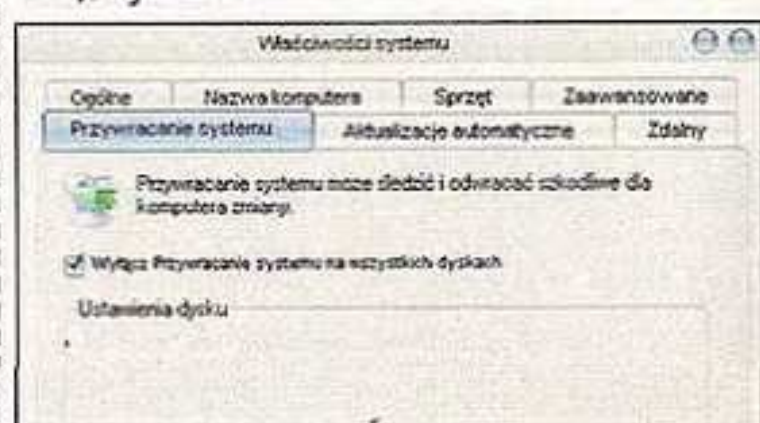 Właściwości systemu
Ogólne Nazwa komputera Sprzęt Zaawansowane
Przywracanie systemu Aktualizacje automatyczne Zdalny
Przywracanie systemu może śledzić i odwracać szkodliwe dla
komputera zmiany.
Wyłącz Przywracanie systemu na wszystkich dyskach
Ustawienia dysku